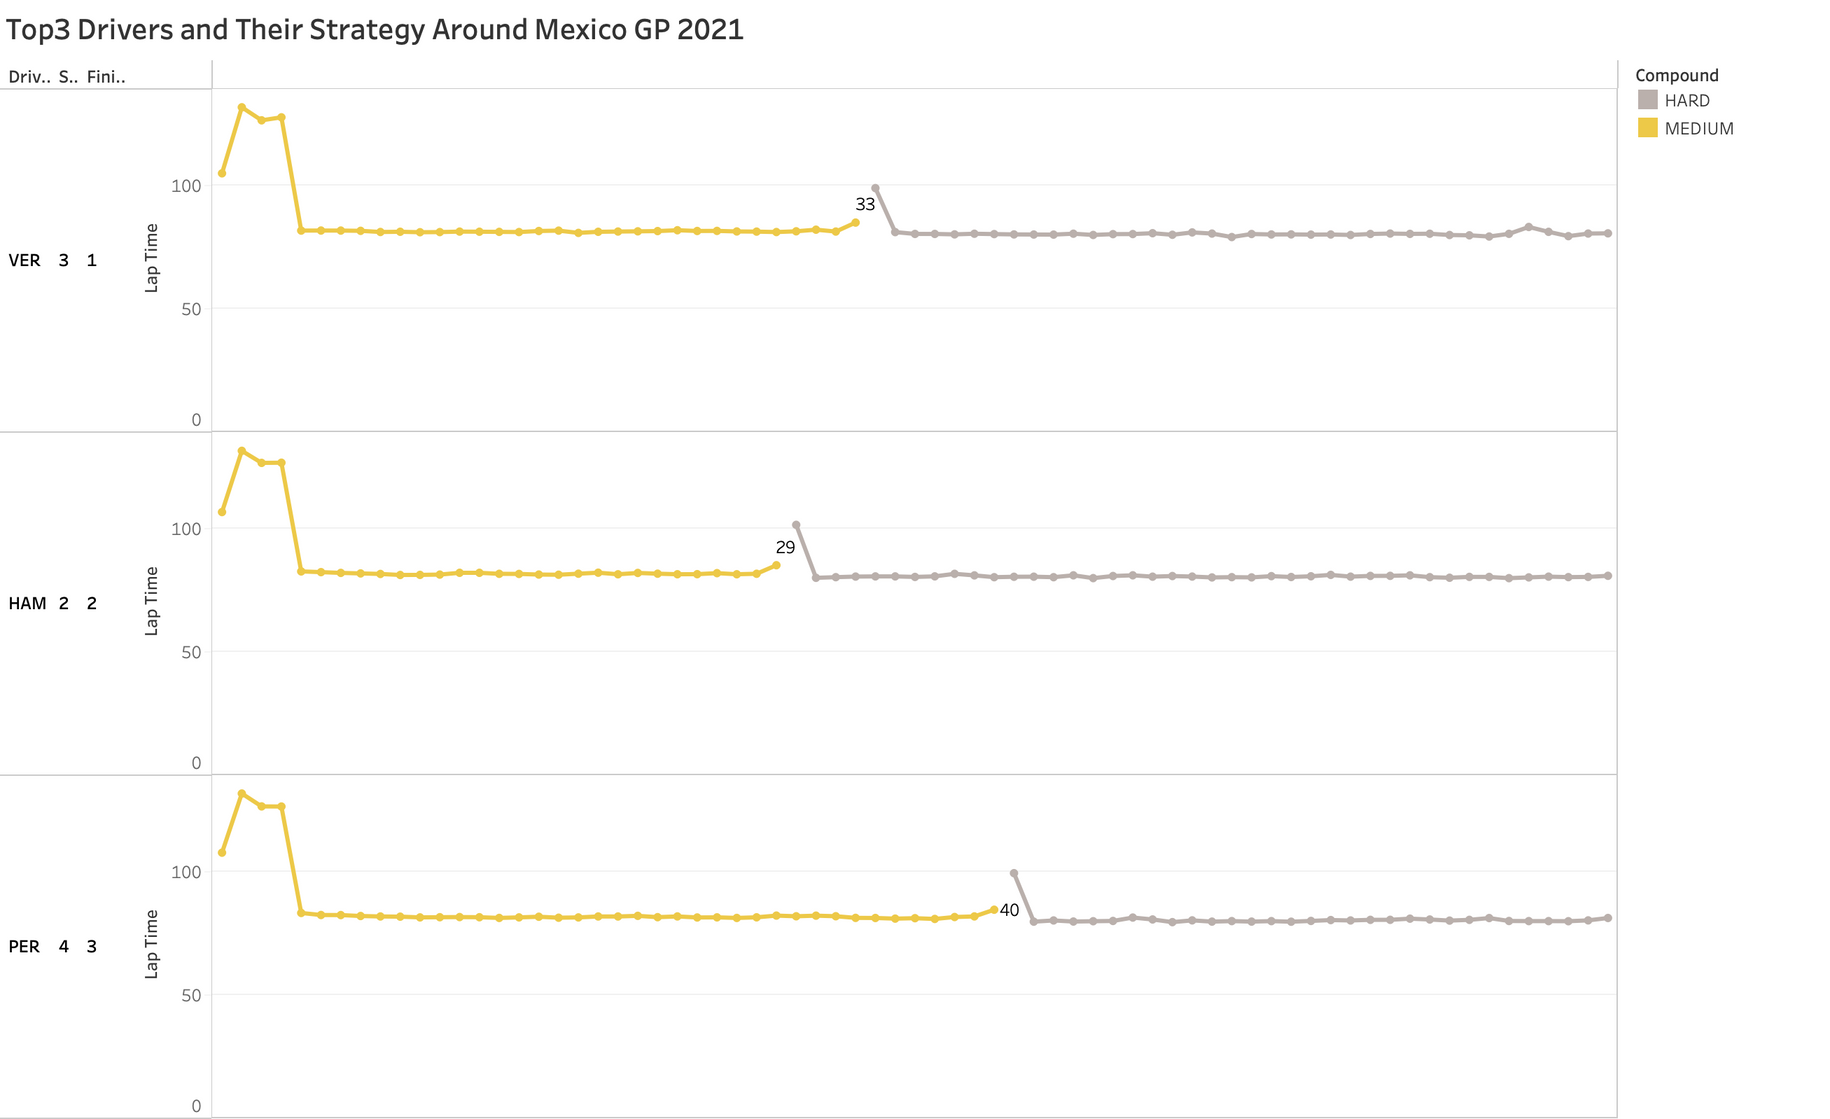 Top3 Drivers and Their Strategy Around Mexico GP 2021
Driv.. S.. Fini..
Compound
HARD
MEDIUM
VER 3 1
Lap Time
100
50
0
33
HAM 2 2
Lap Time
100
50
0
29
PER 4 3
Lap Time
100
50
0
40